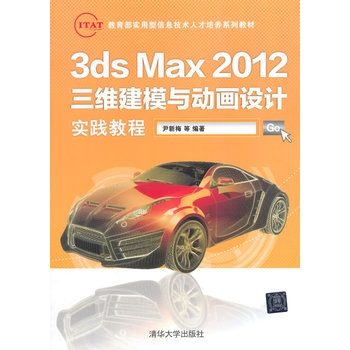 ITAT 教育部实用型信息技术人才培养系列教材
3ds Max 2012
三维建模与动画设计
实践教程
尹新梅 等 编著 Go
清华大学出版社